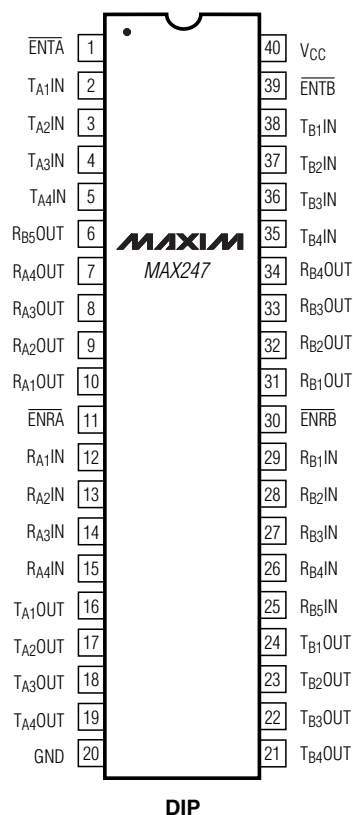 ENTA 1 40 VCC
TA1IN 2 39 ENTB
TA2IN 3 38 TB1IN
TA3IN 4 37 TB2IN
TA4IN 5 36 TB3IN
RB5OUT 6 MAXIM 35 TB4IN
RA4OUT 7 MAX247 34 RB4OUT
RA3OUT 8 33 RB3OUT
RA2OUT 9 32 RB2OUT
RA1OUT 10 31 RB1OUT
ENRA 11 30 ENRB
RA1IN 12 29 RB1IN
RA2IN 13 28 RB2IN
RA3IN 14 27 RB3IN
RA4IN 15 26 RB4IN
TA1OUT 16 25 RB5IN
TA2OUT 17 24 TB1OUT
TA3OUT 18 23 TB2OUT
TA4OUT 19 22 TB3OUT
GND 20 21 TB4OUT
DIP